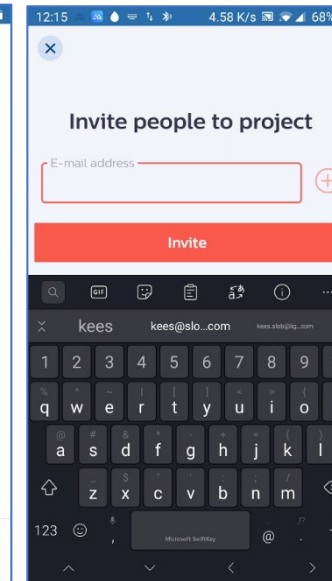 12:15 4.58 K/s 68%
Invite people to project
E-mail address
Invite
GIF
kees kees@slo...com
1 2 3 4 5 6 7 8 9
q w e r t y u i o
a s d f g h j k l
z x c v b n m
123 , Microsoft SwiftKey @ .